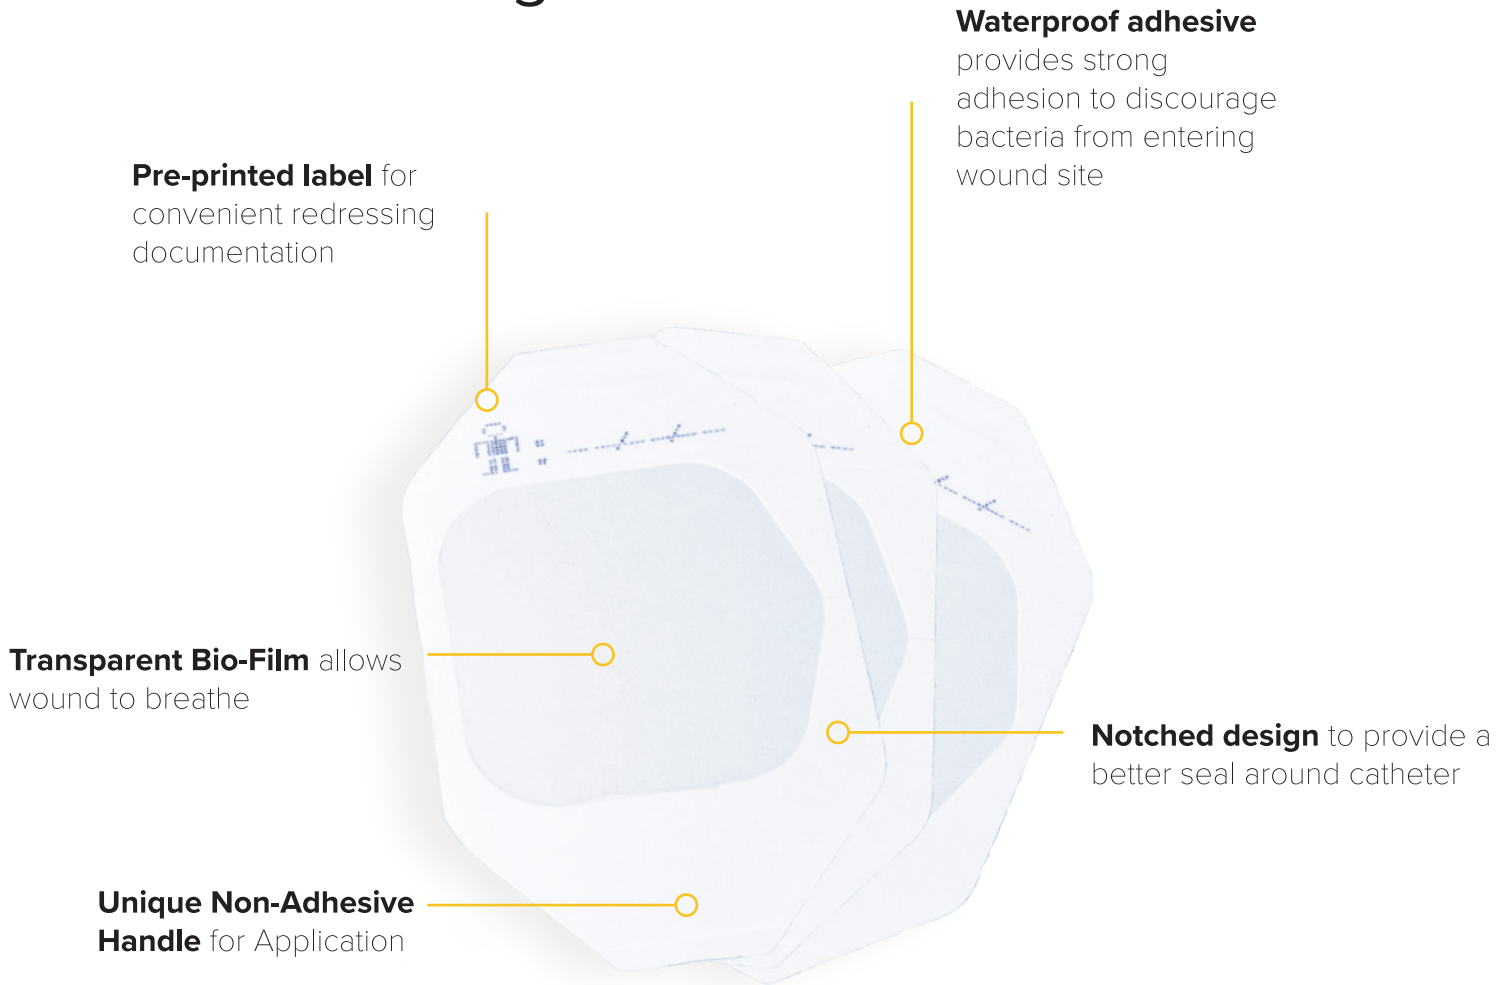 Waterproof adhesive
provides strong
adhesion to discourage
bacteria from entering
wound site
Pre-printed label for
convenient redressing
documentation
Transparent Bio-Film allows
wound to breathe
Notched design to provide a
better seal around catheter
Unique Non-Adhesive
Handle for Application